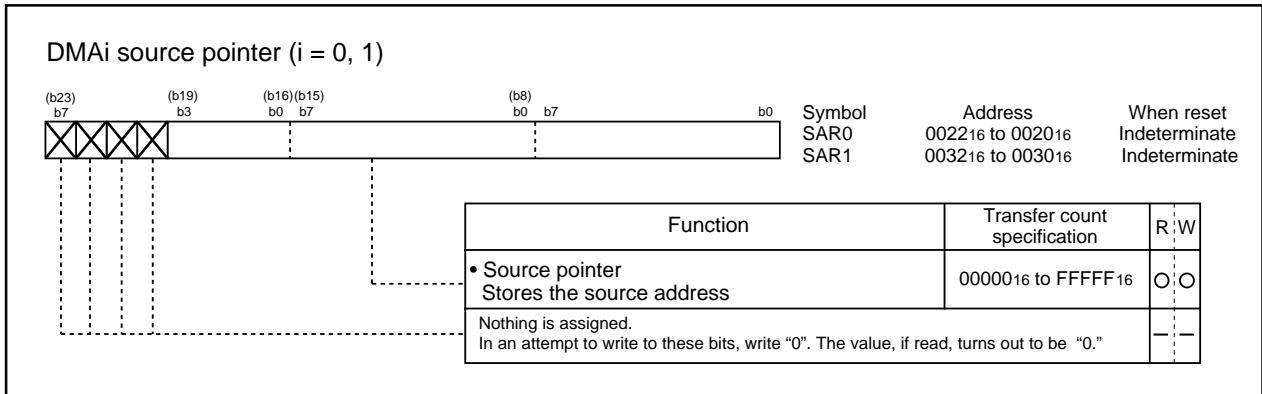 DMAi source pointer (i = 0, 1)
(b23) (b19) (b16)(b15) (b8)
b7 b3 b0 b7 b0 b7 b0
Symbol Address When reset
SAR0 002216 to 002016 Indeterminate
SAR1 003216 to 003016 Indeterminate
Function Transfer count specification R W
• Source pointer
Stores the source address 0000016 to FFFFF16 O O
Nothing is assigned.
In an attempt to write to these bits, write “0”. The value, if read, turns out to be “0.” – –